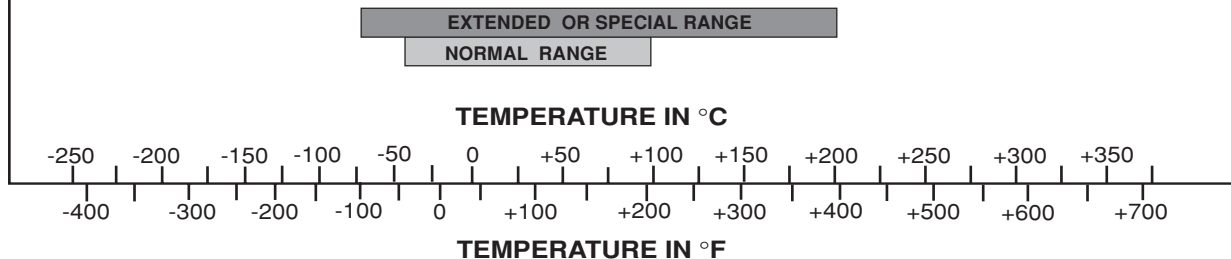 EXTENDED OR SPECIAL RANGE
NORMAL RANGE
TEMPERATURE IN °C
-250 -200 -150 -100 -50 0 +50 +100 +150 +200 +250 +300 +350
-400 -300 -200 -100 0 +100 +200 +300 +400 +500 +600 +700
TEMPERATURE IN °F